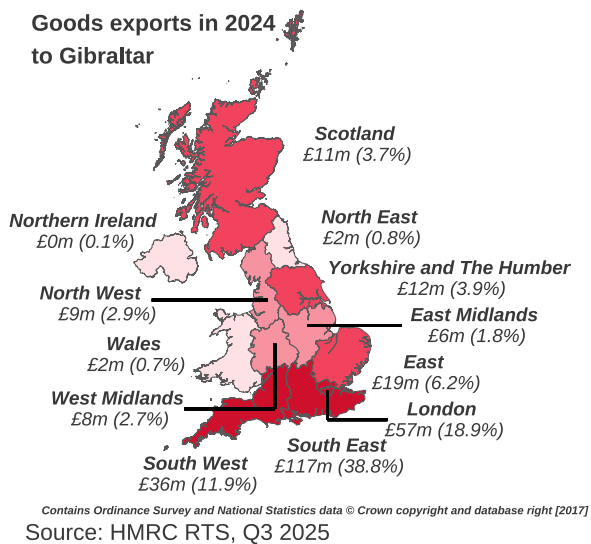 Goods exports in 2024
to Gibraltar
Scotland
£11m (3.7%)
Northern Ireland
£0m (0.1%)
North East
£2m (0.8%)
Yorkshire and The Humber
£12m (3.9%)
North West
£9m (2.9%)
East Midlands
£6m (1.8%)
Wales
£2m (0.7%)
East
£19m (6.2%)
West Midlands
£8m (2.7%)
London
£57m (18.9%)
South East
£117m (38.8%)
South West
£36m (11.9%)
Contains Ordinance Survey and National Statistics data © Crown copyright and database right [2017]
Source: HMRC RTS, Q3 2025